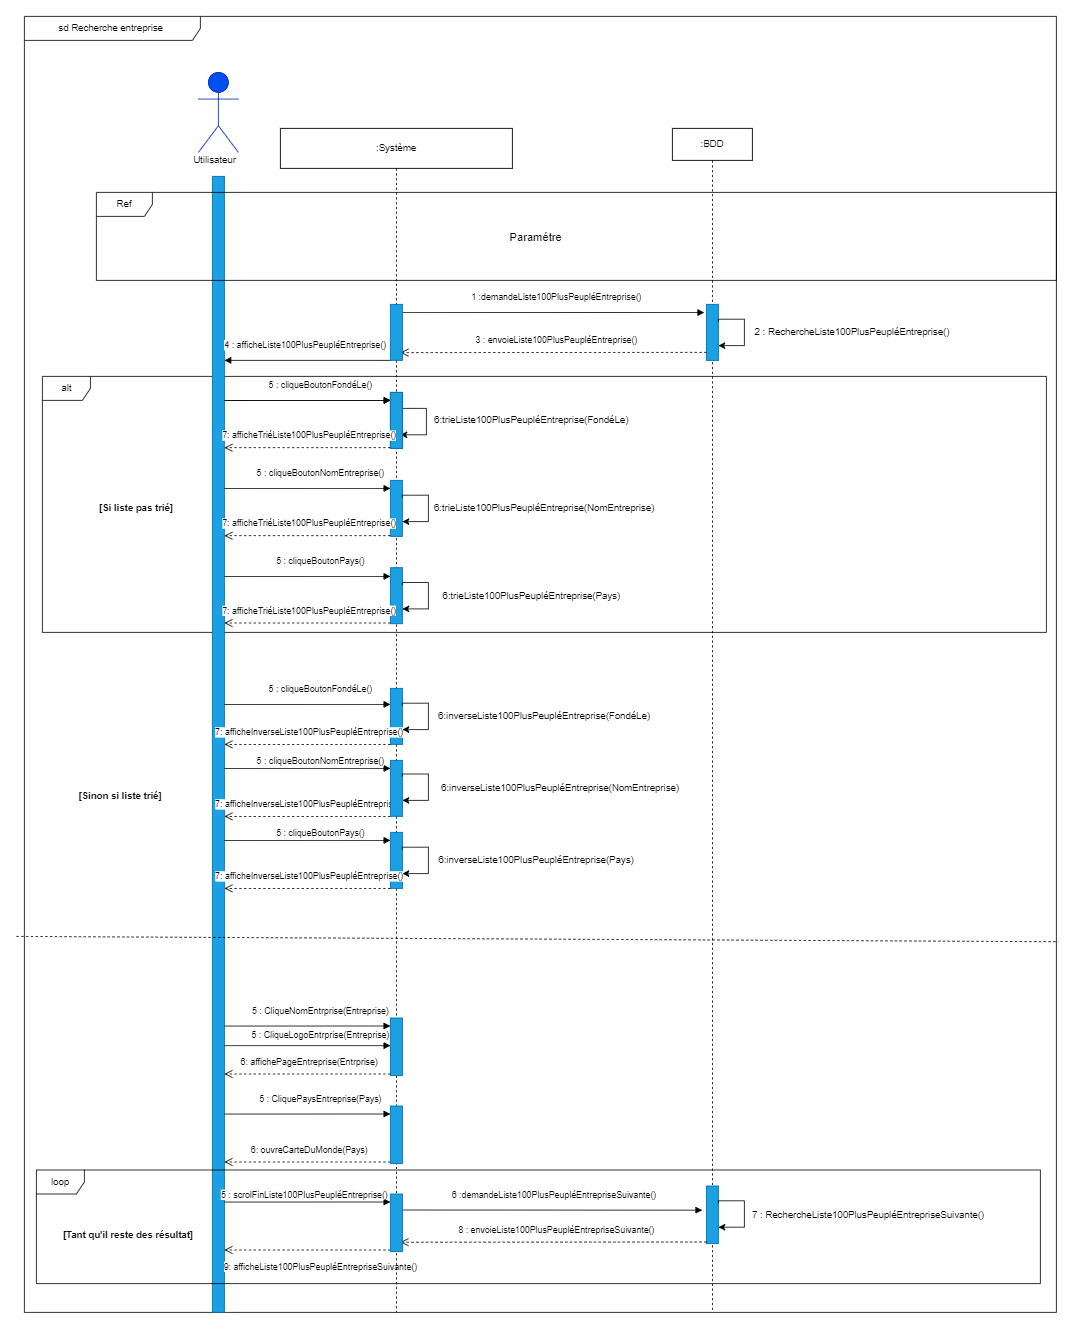 sd Recherche entreprise
Utilisateur
:Système
:BDD
Ref
Paramétre
1 :demandeListe100PlusPeupléEntreprise()
2 : RechercheListe100PlusPeupléEntreprise()
3 : envoieListe100PlusPeupléEntreprise()
4 : afficheListe100PlusPeupléEntreprise()
alt
5 : cliqueBoutonFondéLe()
6:trieListe100PlusPeupléEntreprise(FondéLe)
7: afficheTriéListe100PlusPeupléEntreprise()
5 : cliqueBoutonNomEntreprise()
[Si liste pas trié]
6:trieListe100PlusPeupléEntreprise(NomEntreprise)
7: afficheTriéListe100PlusPeupléEntreprise()
5 : cliqueBoutonPays()
6:trieListe100PlusPeupléEntreprise(Pays)
7: afficheTriéListe100PlusPeupléEntreprise()
5 : cliqueBoutonFondéLe()
6:inverseListe100PlusPeupléEntreprise(FondéLe)
7: afficheInverseListe100PlusPeupléEntreprise()
5 : cliqueBoutonNomEntreprise()
6:inverseListe100PlusPeupléEntreprise(NomEntreprise)
[Sinon si liste trié]
7: afficheInverseListe100PlusPeupléEntrepris
5 : cliqueBoutonPays()
6:inverseListe100PlusPeupléEntreprise(Pays)
7: afficheInverseListe100PlusPeupléEntreprise()
5 : CliqueNomEntrprise(Entreprise)
5 : CliqueLogoEntrprise(Entreprise)
6: affichePageEntreprise(Entrprise)
5 : CliquePaysEntreprise(Pays)
6: ouvreCarteDuMonde(Pays)
loop
5 : scrolFinListe100PlusPeupléEntreprise()
6 :demandeListe100PlusPeupléEntrepriseSuivante()
7 : RechercheListe100PlusPeupléEntrepriseSuivante()
[Tant qu'il reste des résultat]
8 : envoieListe100PlusPeupléEntrepriseSuivante()
9: afficheListe100PlusPeupléEntrepriseSuivante()